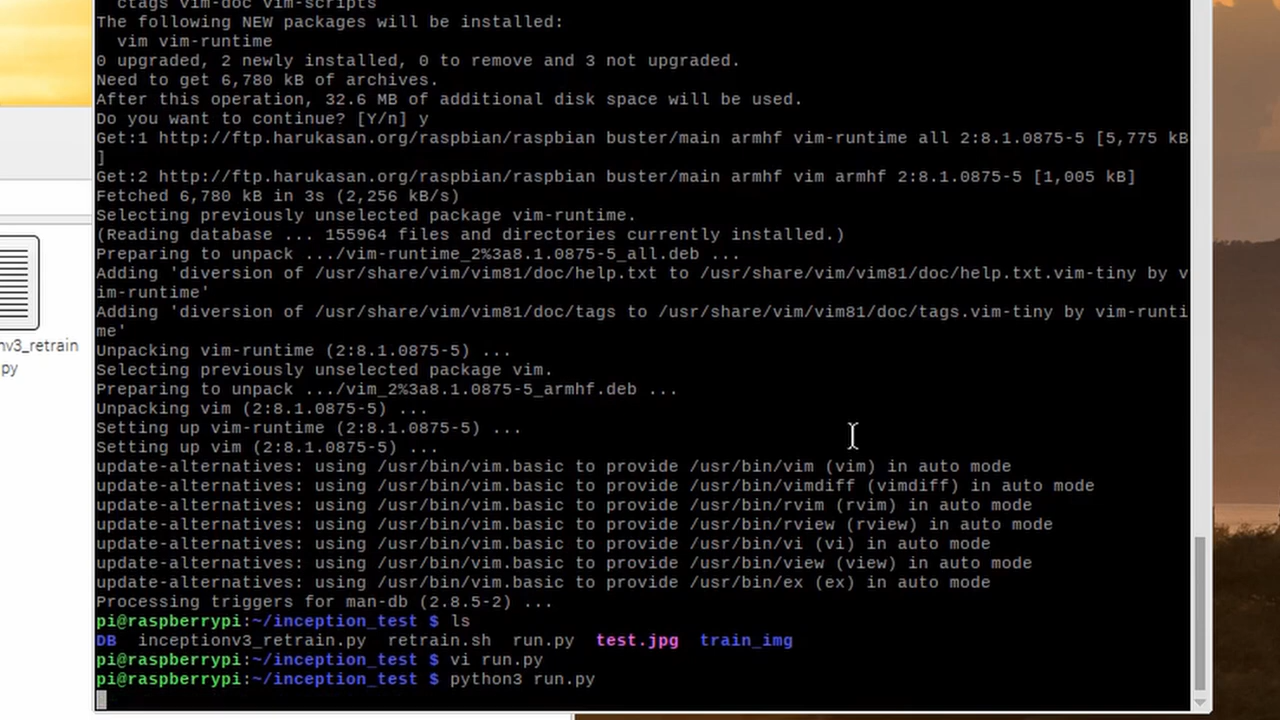 ctags vim-doc vim-scripts
The following NEW packages will be installed:
vim vim-runtime
0 upgraded, 2 newly installed, 0 to remove and 3 not upgraded.
Need to get 6,780 kB of archives.
After this operation, 32.6 MB of additional disk space will be used.
Do you want to continue? [Y/n] y
Get:1 http://ftp.harukasan.org/raspbian/raspbian buster/main armhf vim-runtime all 2:8.1.0875-5 [5,775 kB
]
Get:2 http://ftp.harukasan.org/raspbian/raspbian buster/main armhf vim armhf 2:8.1.0875-5 [1,005 kB]
Fetched 6,780 kB in 3s (2,256 kB/s)
Selecting previously unselected package vim-runtime.
(Reading database ... 155964 files and directories currently installed.)
Preparing to unpack .../vim-runtime_2%3a8.1.0875-5_all.deb ...
Adding 'diversion of /usr/share/vim/vim81/doc/help.txt to /usr/share/vim/vim81/doc/help.txt.vim-tiny by v
im-runtime'
Adding 'diversion of /usr/share/vim/vim81/doc/tags to /usr/share/vim/vim81/doc/tags.vim-tiny by vim-runti
me'
Unpacking vim-runtime (2:8.1.0875-5) ...
Selecting previously unselected package vim.
Preparing to unpack .../vim_2%3a8.1.0875-5_armhf.deb ...
Unpacking vim (2:8.1.0875-5) ...
Setting up vim-runtime (2:8.1.0875-5) ...
Setting up vim (2:8.1.0875-5) ...
update-alternatives: using /usr/bin/vim.basic to provide /usr/bin/vim (vim) in auto mode
update-alternatives: using /usr/bin/vim.basic to provide /usr/bin/vimdiff (vimdiff) in auto mode
update-alternatives: using /usr/bin/vim.basic to provide /usr/bin/rvim (rvim) in auto mode
update-alternatives: using /usr/bin/vim.basic to provide /usr/bin/rview (rview) in auto mode
update-alternatives: using /usr/bin/vim.basic to provide /usr/bin/vi (vi) in auto mode
update-alternatives: using /usr/bin/vim.basic to provide /usr/bin/view (view) in auto mode
update-alternatives: using /usr/bin/vim.basic to provide /usr/bin/ex (ex) in auto mode
Processing triggers for man-db (2.8.5-2) ...
pi@raspberrypi:~/inception_test $ ls
DB inceptionv3_retrain.py retrain.sh run.py test.jpg train_img
pi@raspberrypi:~/inception_test $ vi run.py
pi@raspberrypi:~/inception_test $ python3 run.py
nv3_retrain
py